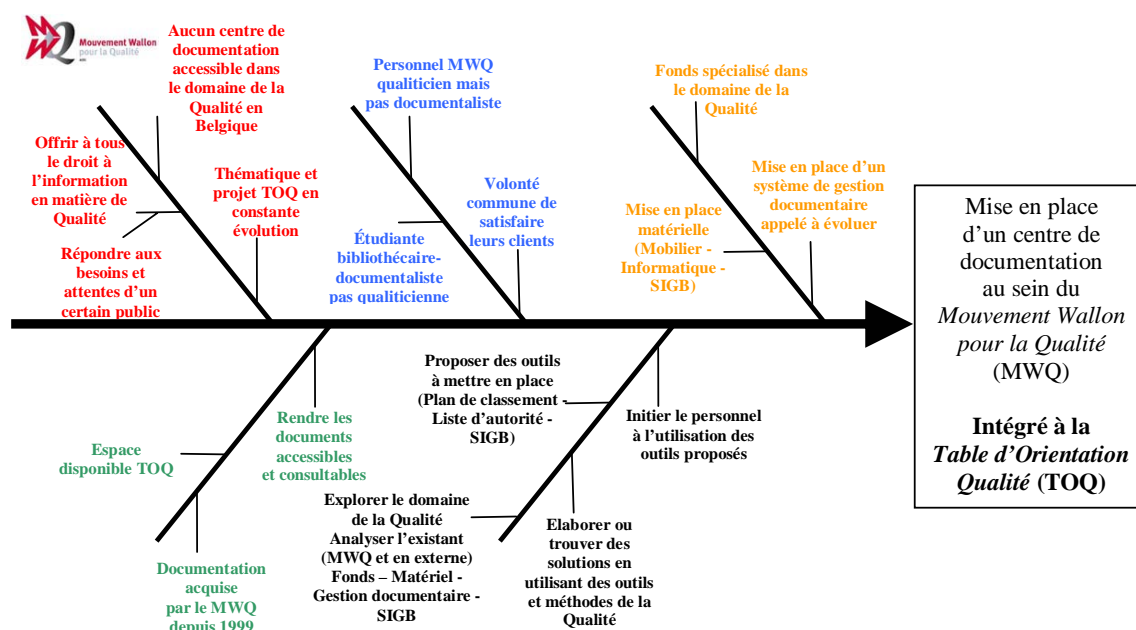 Mouvement Wallon
pour la Qualité
Aucun centre de
documentation
accessible dans
le domaine de la
Qualité en
Belgique
Offrir à tous
le droit à
l'information
en matière de
Qualité
Thématique et
projet TOQ en
constante
évolution
Répondre aux
besoins et
attentes d'un
certain public
Personnel MWQ
qualiticien mais
pas documentaliste
Volonté
commune de
satisfaire
leurs clients
Étudiante
bibliothécaire-
documentaliste
pas qualiticienne
Fonds spécialisé dans
le domaine de la
Qualité
Mise en place d'un
système de gestion
documentaire
appelé à évoluer
Mise en place
matérielle
(Mobilier -
Informatique -
SIGB)
Mise en place
d'un centre de
documentation
au sein du
Mouvement Wallon
pour la Qualité
(MWQ)
Intégré à la
Table d'Orientation
Qualité (TOQ)
Rendre les
documents
accessibles
et consultables
Espace
disponible TOQ
Documentation
acquise
par le MWQ
depuis 1999
Proposer des outils
à mettre en place
(Plan de classement -
Liste d'autorité -
SIGB)
Initier le personnel
à l'utilisation des
outils proposés
Explorer le domaine
de la Qualité
Analyser l'existant
(MWQ et en externe)
Fonds – Matériel -
Gestion documentaire -
SIGB
Elaborer ou
trouver des
solutions en
utilisant des outils
et méthodes de la
Qualité